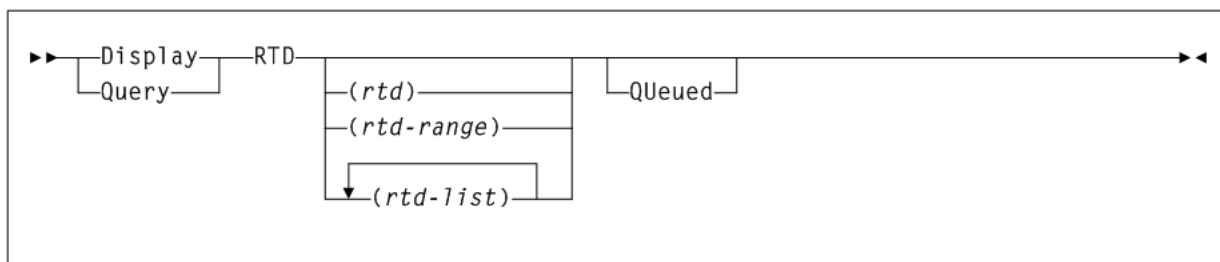 Display RTD
Query
(rtd)
QUeued
(rtd-range)
(rtd-list)